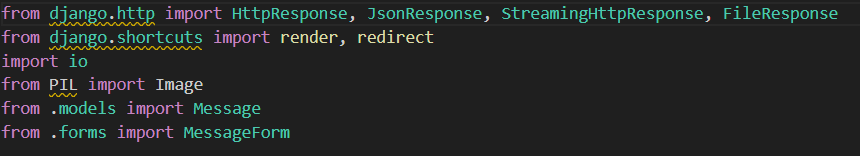 from django.http import HttpResponse, JsonResponse, StreamingHttpResponse, FileResponse
from django.shortcuts import render, redirect
import io
from PIL import Image
from .models import Message
from .forms import MessageForm